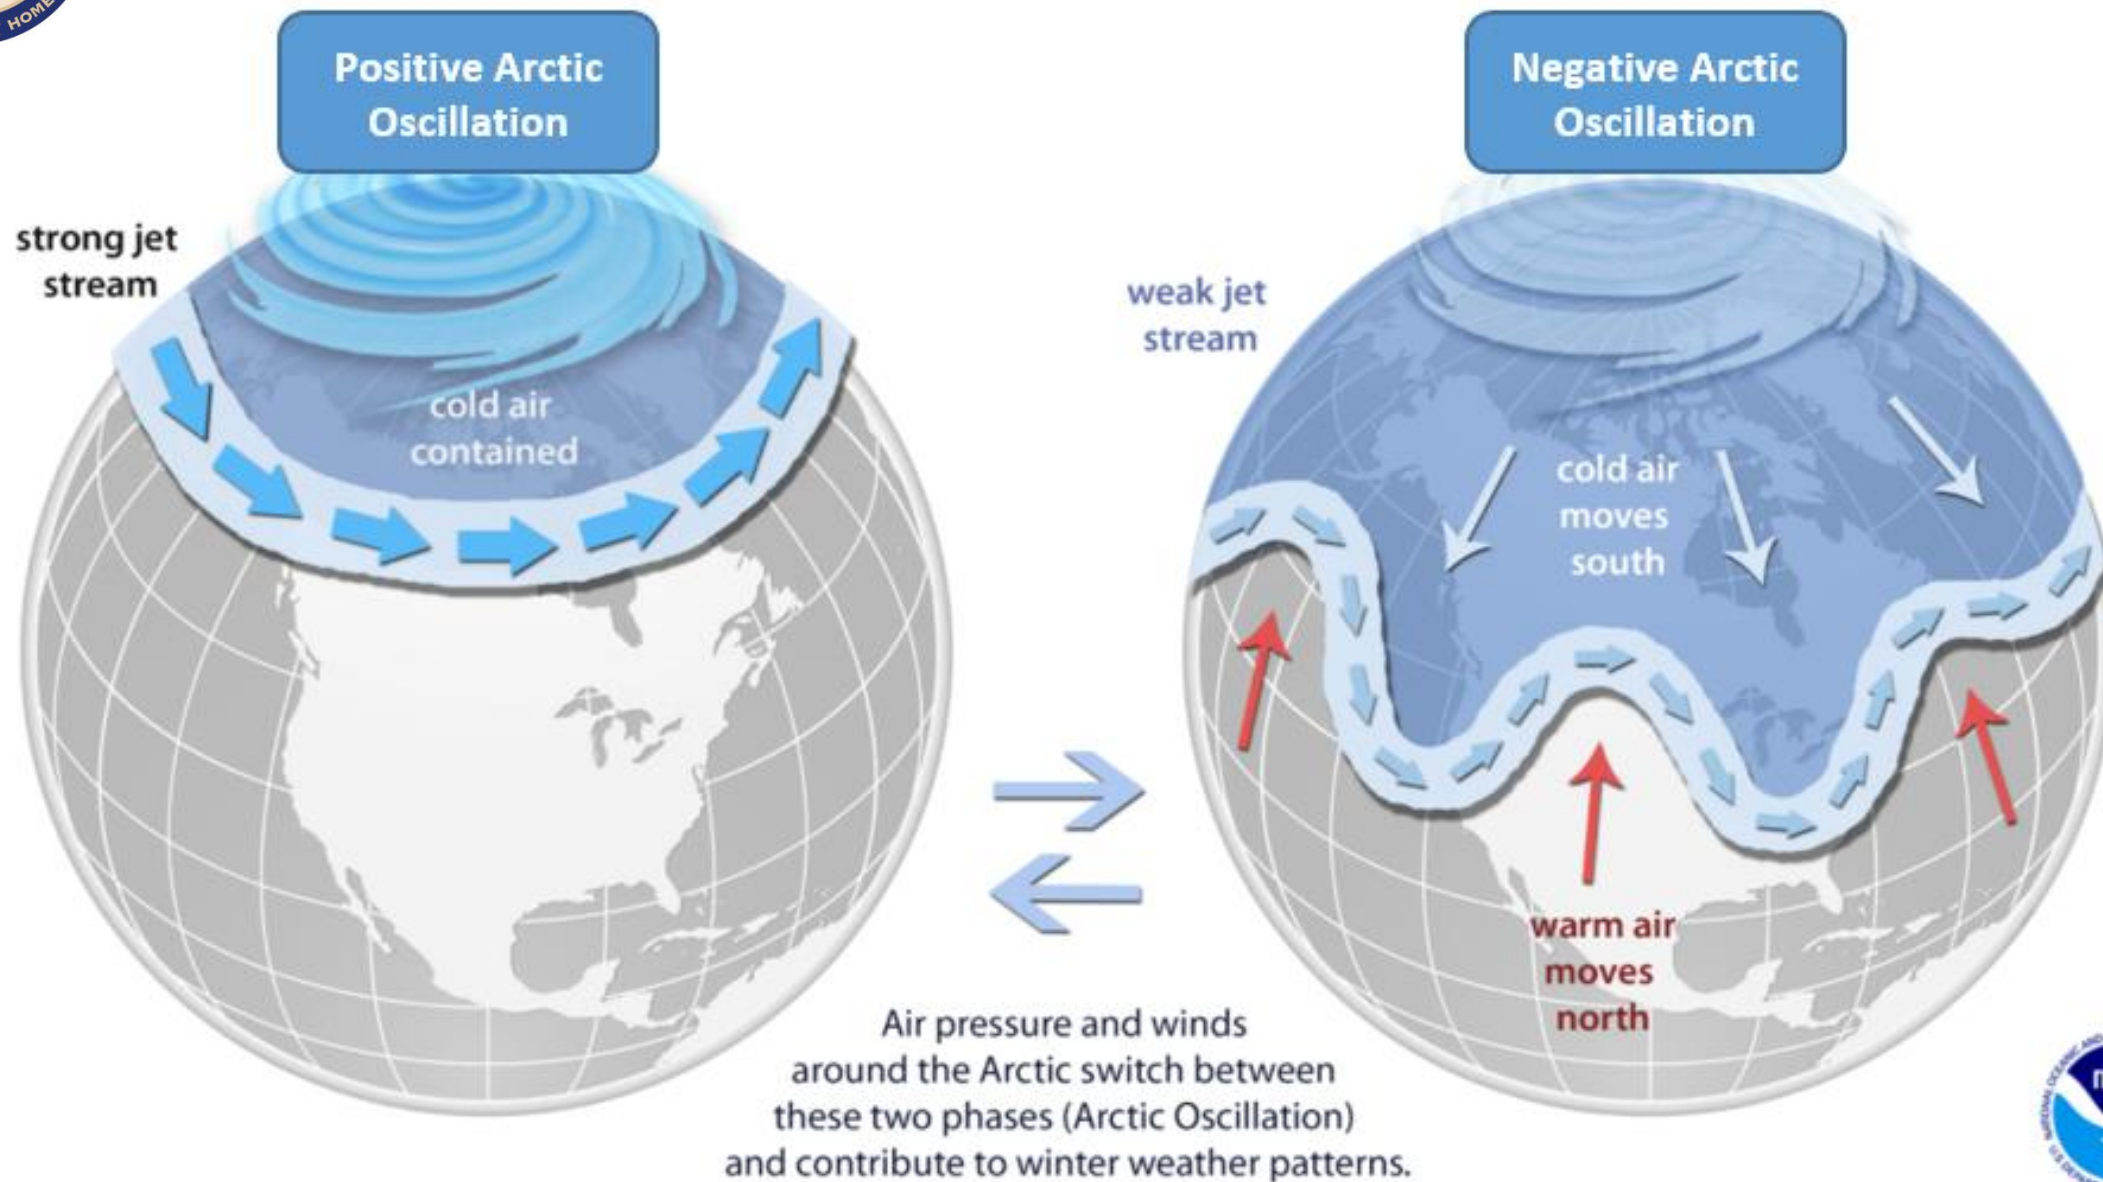 HOME
Positive Arctic
Oscillation
Negative Arctic
Oscillation
strong jet
stream
weak jet
stream
cold air
contained
cold air
moves
south
warm air
moves
north
Air pressure and winds
around the Arctic switch between
these two phases (Arctic Oscillation)
and contribute to winter weather patterns.